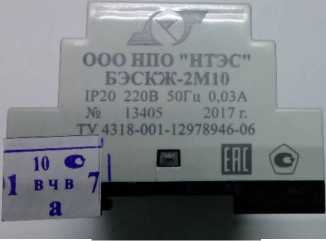 ООО НПО "НТЭС"
БЭСКЖ-2М10
IP20 220В 50Гц 0,03А
№ 13405 2017 г.
ТУ 4318-001-12978946-06
ЕАС
10
1 в ч в 7
а